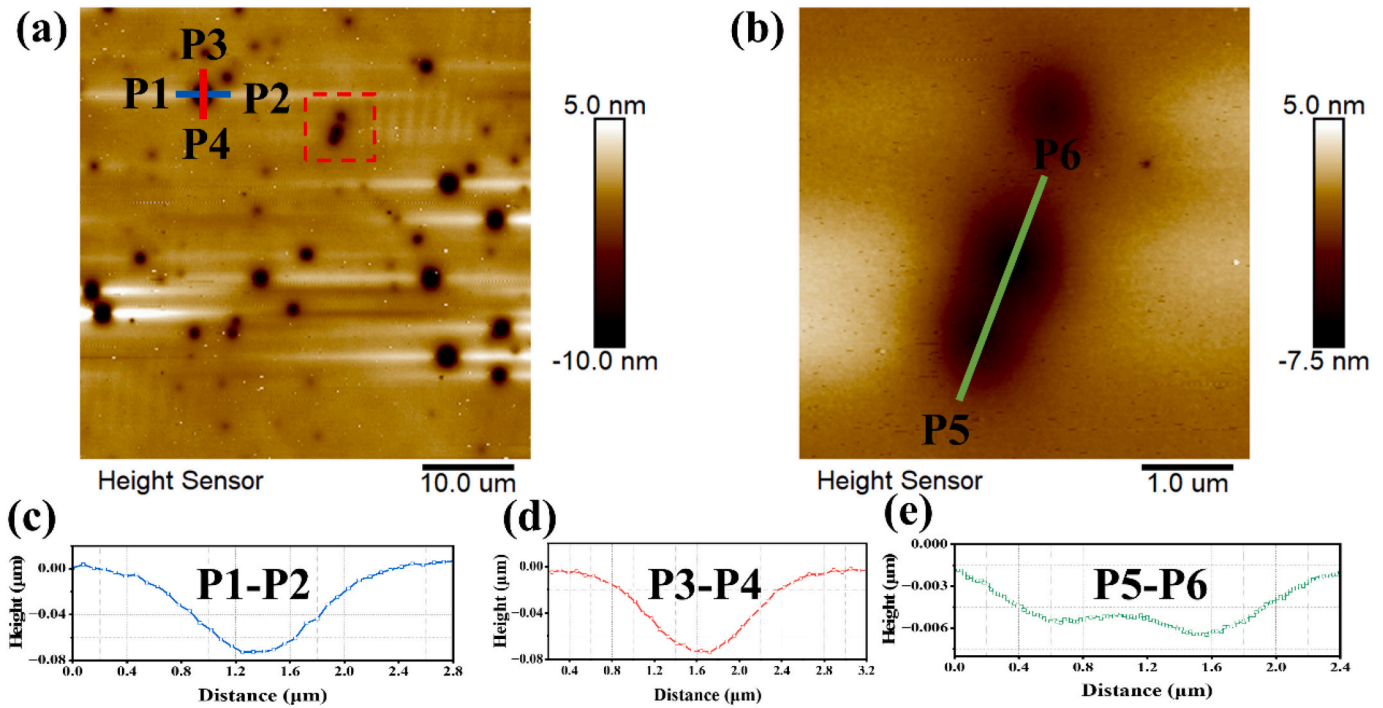 (a)
P3
P1
P2
P4
5.0 nm
-10.0 nm
Height Sensor
10.0 um
(b)
P6
P5
5.0 nm
-7.5 nm
Height Sensor
1.0 um
(c)
P1-P2
Height (μm)
0.00
−0.04
−0.08
0.0 0.4 0.8 1.2 1.6 2.0 2.4 2.8
Distance (μm)
(d)
P3-P4
Height (μm)
0.00
−0.04
−0.08
0.4 0.8 1.2 1.6 2.0 2.4 2.8 3.2
Distance (μm)
(e)
P5-P6
Height (μm)
0.000
−0.003
−0.006
0.0 0.4 0.8 1.2 1.6 2.0 2.4
Distance (μm)